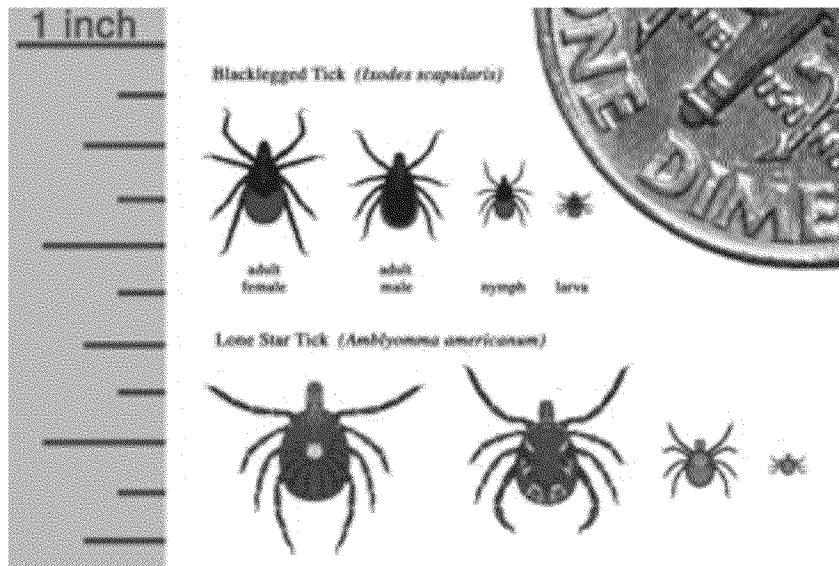 1 inch
Blacklegged Tick (Ixodes scapularis)
ONE DIME
adult female
adult male
nymph
larva
Lone Star Tick (Amblyomma americanum)